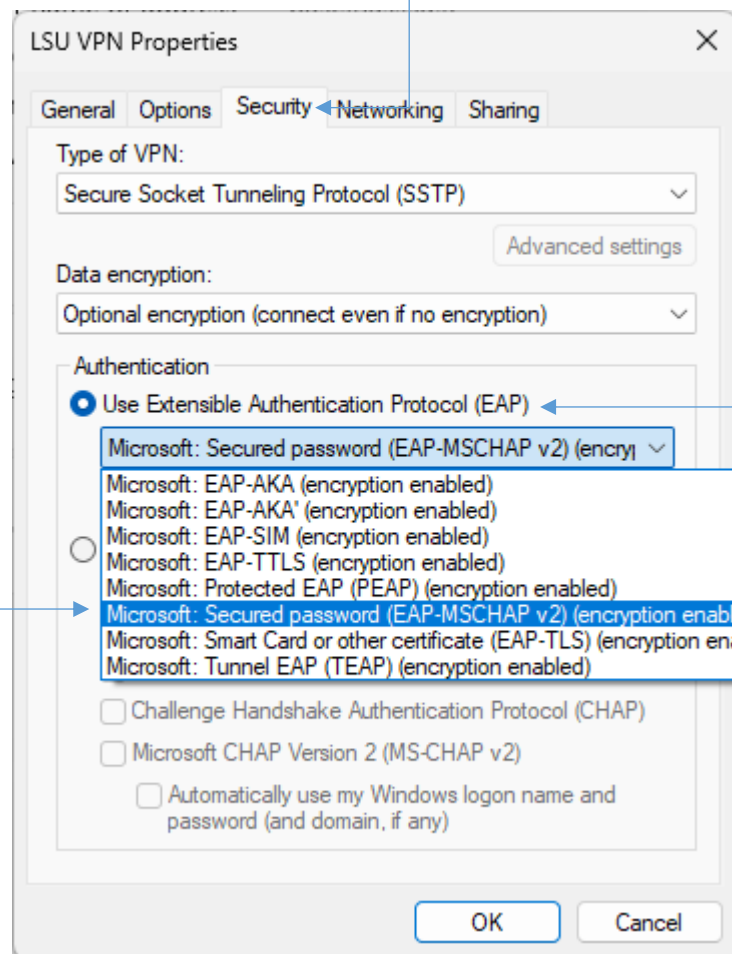 LSU VPN Properties
General Options Security Networking Sharing
Type of VPN:
Secure Socket Tunneling Protocol (SSTP)
Advanced settings
Data encryption:
Optional encryption (connect even if no encryption)
Authentication
Use Extensible Authentication Protocol (EAP)
Microsoft: Secured password (EAP-MSCHAP v2) (encryp
Microsoft: EAP-AKA (encryption enabled)
Microsoft: EAP-AKA' (encryption enabled)
Microsoft: EAP-SIM (encryption enabled)
Microsoft: EAP-TTLS (encryption enabled)
Microsoft: Protected EAP (PEAP) (encryption enabled)
Microsoft: Secured password (EAP-MSCHAP v2) (encryption enabl
Microsoft: Smart Card or other certificate (EAP-TLS) (encryption ena
Microsoft: Tunnel EAP (TEAP) (encryption enabled)
Challenge Handshake Authentication Protocol (CHAP)
Microsoft CHAP Version 2 (MS-CHAP v2)
Automatically use my Windows logon name and
password (and domain, if any)
OK Cancel